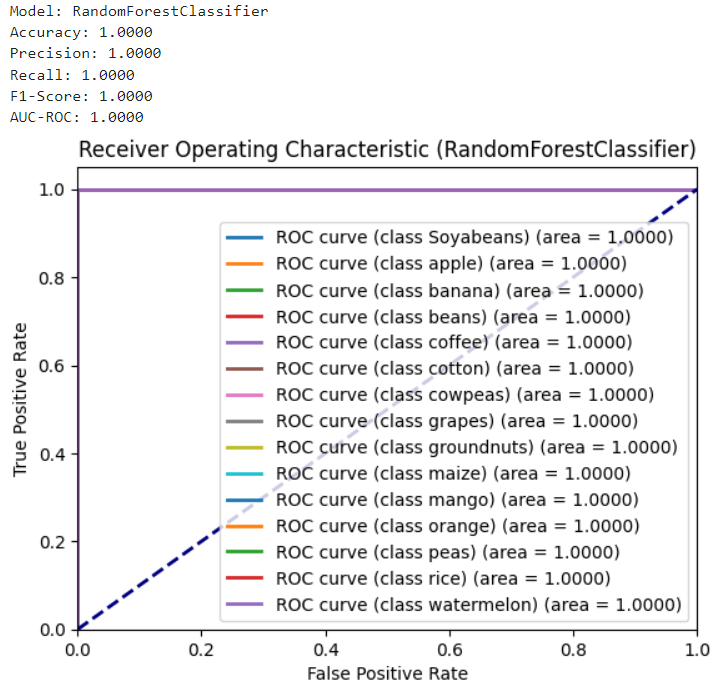 Model: RandomForestClassifier
Accuracy: 1.0000
Precision: 1.0000
Recall: 1.0000
F1-Score: 1.0000
AUC-ROC: 1.0000
Receiver Operating Characteristic (RandomForestClassifier)
1.0
0.8
0.6
0.4
0.2
0.0
True Positive Rate
ROC curve (class Soyabeans) (area = 1.0000)
ROC curve (class apple) (area = 1.0000)
ROC curve (class banana) (area = 1.0000)
ROC curve (class beans) (area = 1.0000)
ROC curve (class coffee) (area = 1.0000)
ROC curve (class cotton) (area = 1.0000)
ROC curve (class cowpeas) (area = 1.0000)
ROC curve (class grapes) (area = 1.0000)
ROC curve (class groundnuts) (area = 1.0000)
ROC curve (class maize) (area = 1.0000)
ROC curve (class mango) (area = 1.0000)
ROC curve (class orange) (area = 1.0000)
ROC curve (class peas) (area = 1.0000)
ROC curve (class rice) (area = 1.0000)
ROC curve (class watermelon) (area = 1.0000)
0.0 0.2 0.4 0.6 0.8 1.0
False Positive Rate